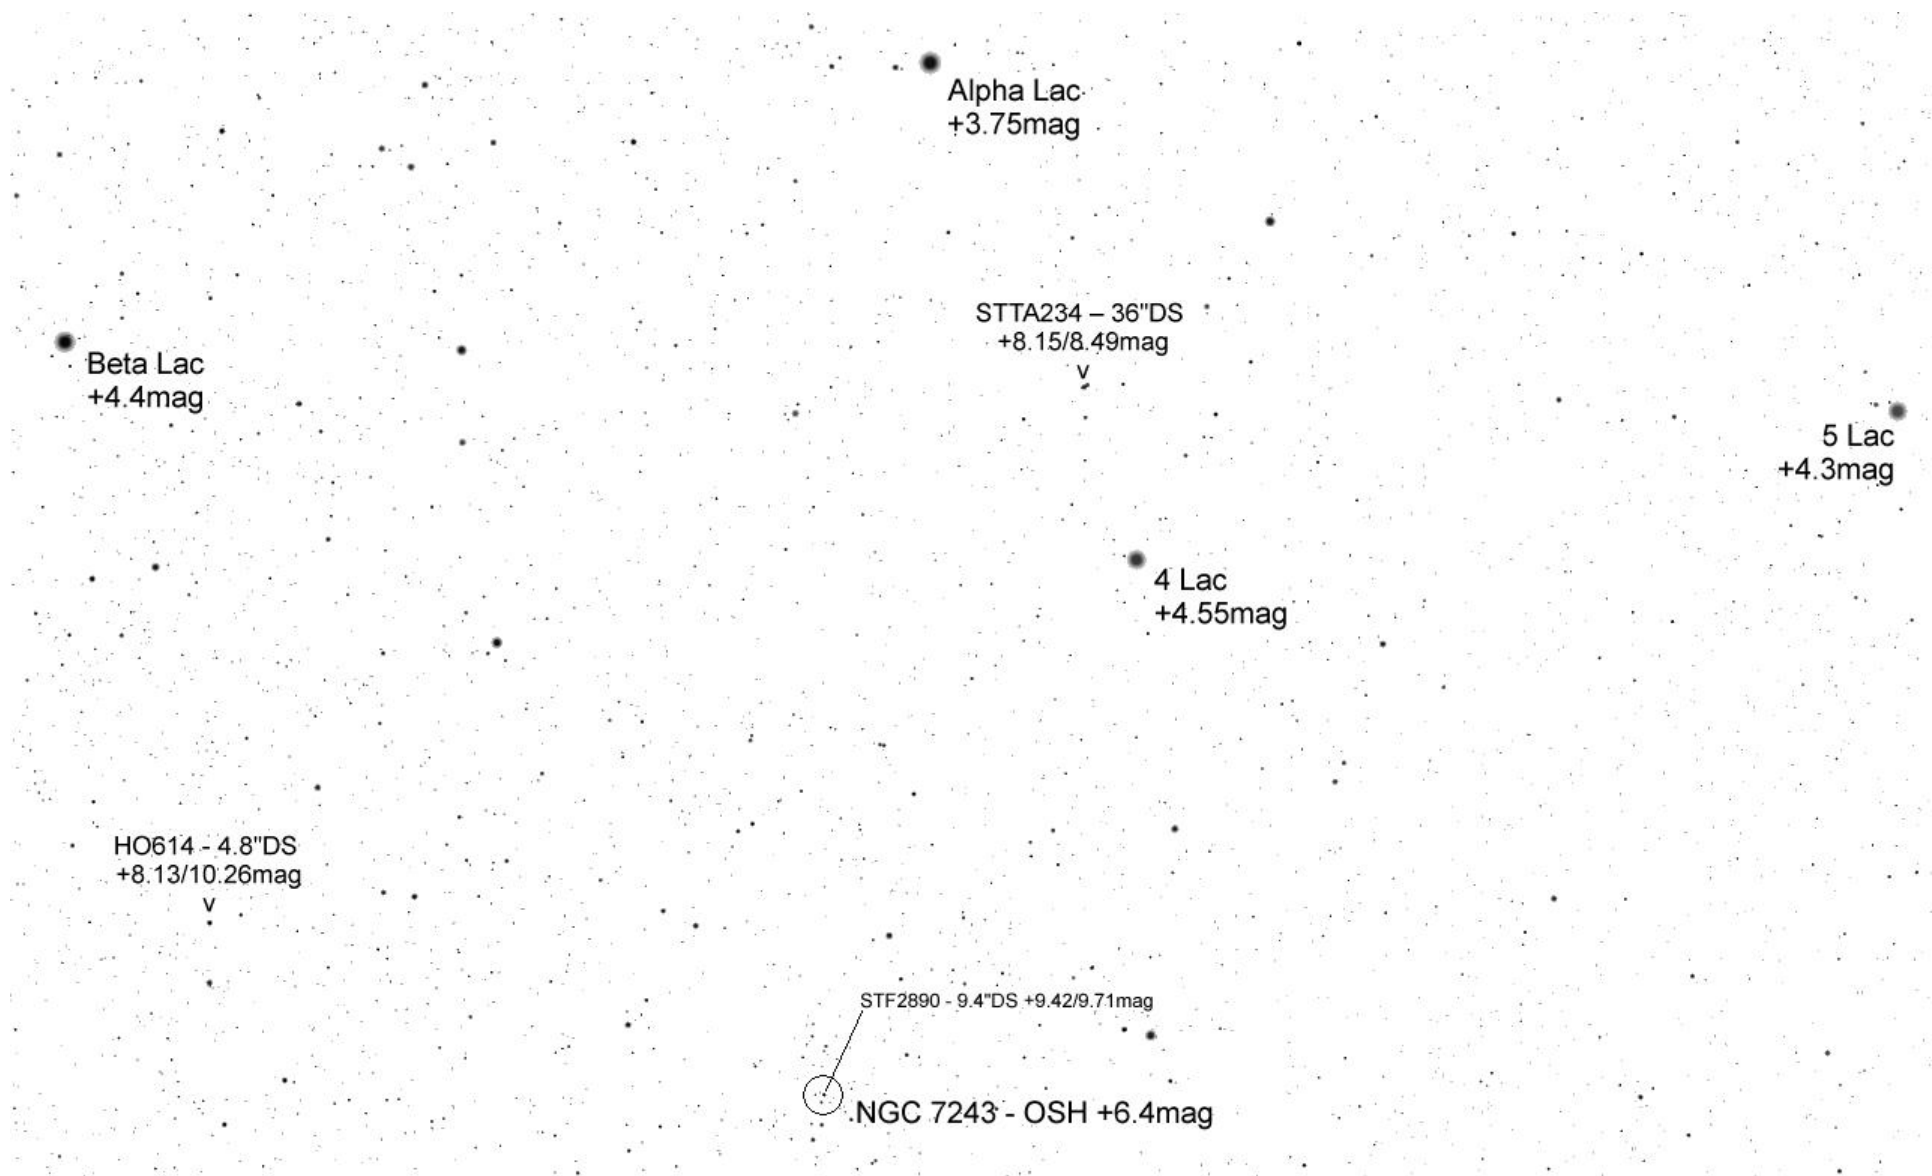 Alpha Lac
+3.75mag
STTA234 – 36"DS
+8.15/8.49mag
v
Beta Lac
+4.4mag
5 Lac
+4.3mag
4 Lac
+4.55mag
HO614 - 4.8"DS
+8.13/10.26mag
v
STF2890 - 9.4"DS +9.42/9.71mag
NGC 7243 - OSH +6.4mag